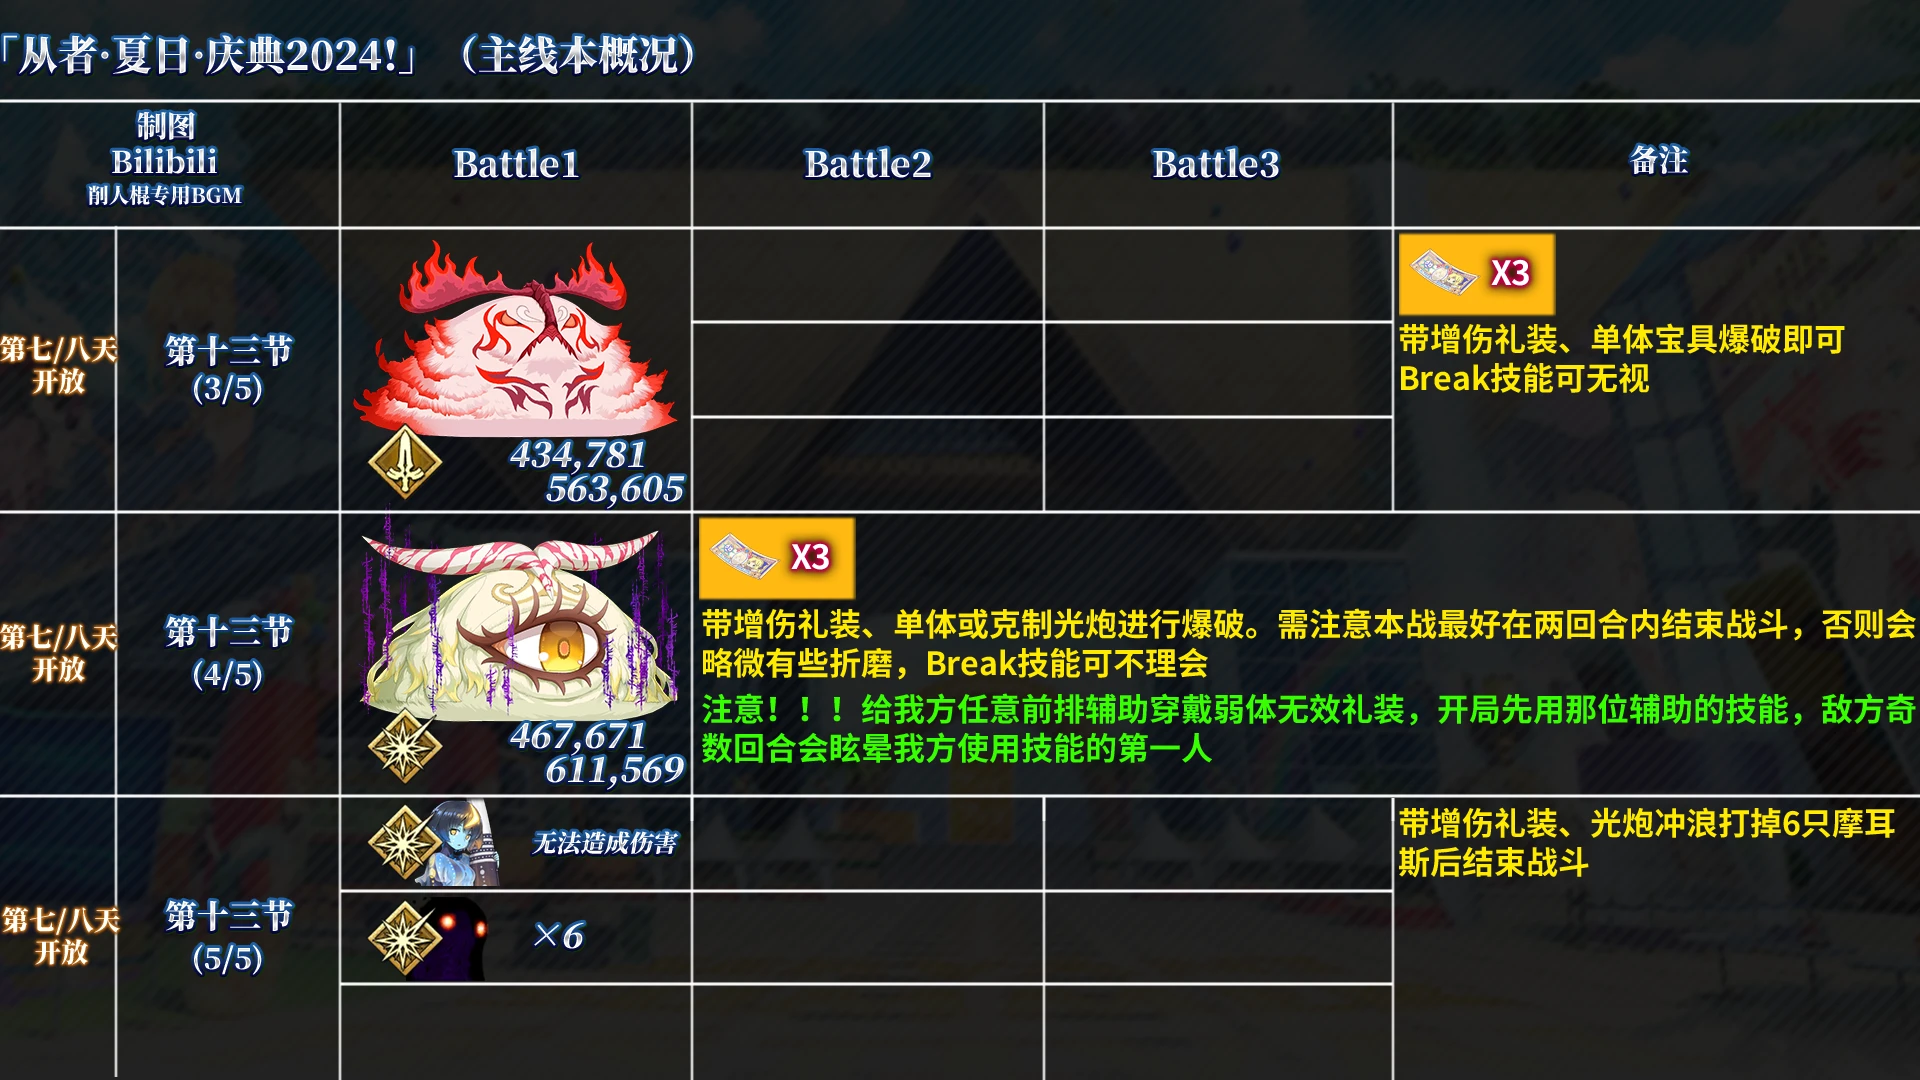 「从者·夏日·庆典2024!」（主线本概况）
制图
Bilibili
削人棍专用BGM
Battle1
Battle2
Battle3
备注
第七/八天
开放
第十三节
(3/5)
434,781
563,605
X3
带增伤礼装、单体宝具爆破即可
Break技能可无视
第七/八天
开放
第十三节
(4/5)
467,671
611,569
X3
带增伤礼装、单体或克制光炮进行爆破。需注意本战最好在两回合内结束战斗，否则会
略微有些折磨，Break技能可不理会
注意！！！给我方任意前排辅助穿戴弱体无效礼装，开局先用那位辅助的技能，敌方奇
数回合会眩晕我方使用技能的第一人
第七/八天
开放
第十三节
(5/5)
无法造成伤害
×6
带增伤礼装、光炮冲浪打掉6只摩耳
斯后结束战斗